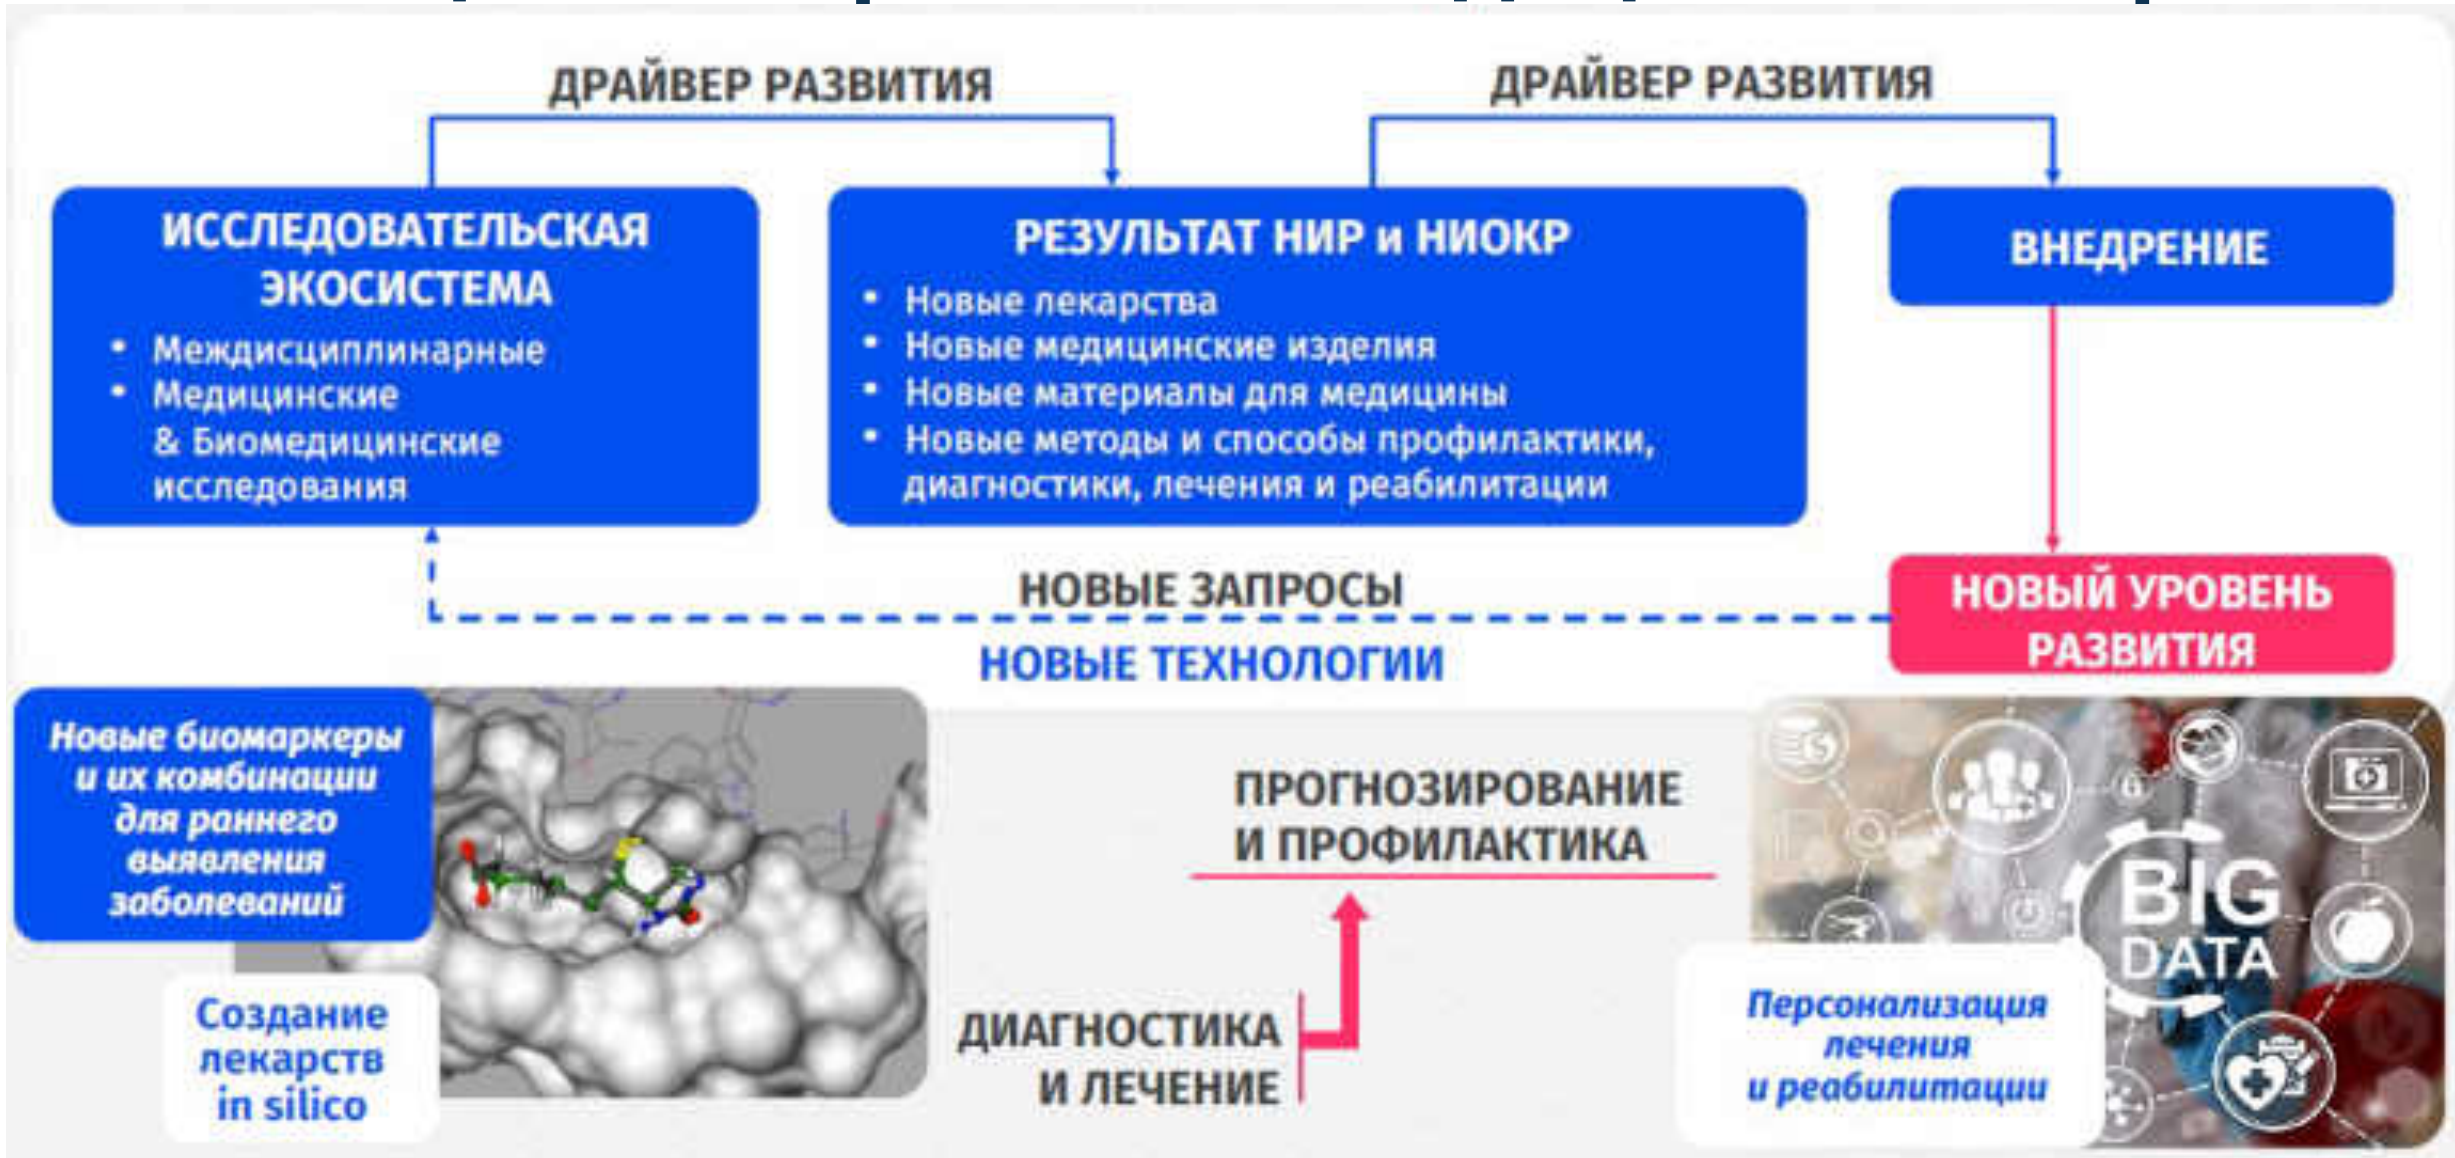 ДРАЙВЕР РАЗВИТИЯ
ДРАЙВЕР РАЗВИТИЯ
ИССЛЕДОВАТЕЛЬСКАЯ
ЭКОСИСТЕМА
• Междисциплинарные
• Медицинские
& Биомедицинские
исследования
РЕЗУЛЬТАТ НИР и НИОКР
• Новые лекарства
• Новые медицинские изделия
• Новые материалы для медицины
• Новые методы и способы профилактики,
диагностики, лечения и реабилитации
ВНЕДРЕНИЕ
НОВЫЕ ЗАПРОСЫ
НОВЫЕ ТЕХНОЛОГИИ
НОВЫЙ УРОВЕНЬ
РАЗВИТИЯ
Новые биомаркеры
и их комбинации
для раннего
выявления
заболеваний
Создание
лекарств
in silico
ПРОГНОЗИРОВАНИЕ
И ПРОФИЛАКТИКА
ДИАГНОСТИКА
И ЛЕЧЕНИЕ
BIG
DATA
Персонализация
лечения
и реабилитации